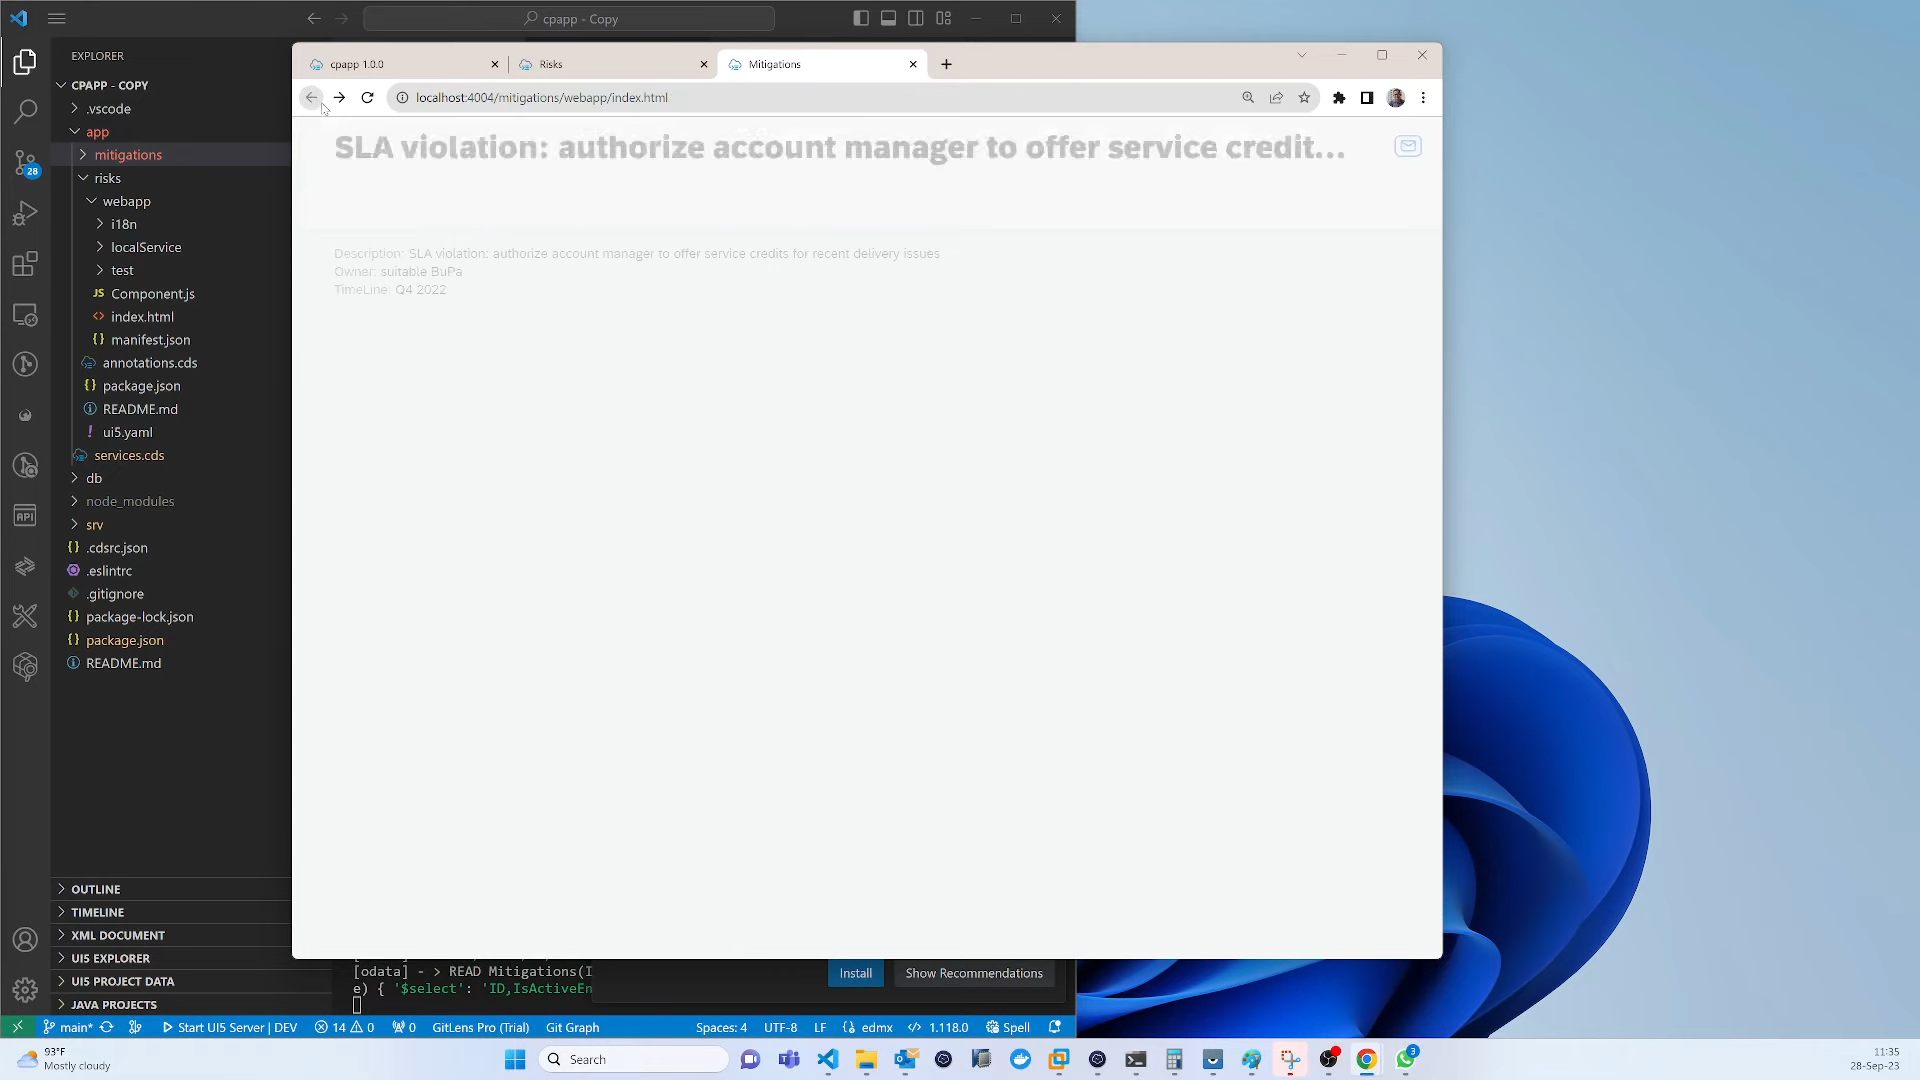 cpapp - Copy
EXPLORER
CPAPP - COPY
.vscode
app
mitigations
risks
webapp
i18n
localService
test
JS Component.js
<> index.html
{} manifest.json
annotations.cds
{} package.json
README.md
! ui5.yaml
services.cds
db
node_modules
srv
{} .cdsrc.json
.eslintrc
.gitignore
{} package-lock.json
{} package.json
README.md
OUTLINE
TIMELINE
XML DOCUMENT
UI5 EXPLORER
UI5 PROJECT DATA
JAVA PROJECTS
28
API
cpapp 1.0.0
Risks
Mitigations
localhost:4004/mitigations/webapp/index.html
SLA violation: authorize account manager to offer service credit...
Description: SLA violation: authorize account manager to offer service credits for recent delivery issues
Owner: suitable BuPa
TimeLine: Q4 2022
[odata] - > READ Mitigations(I
e) { '$select': 'ID,IsActiveEn
Install
Show Recommendations
main*
Start UI5 Server | DEV
14
0
0
GitLens Pro (Trial)
Git Graph
Spaces: 4
UTF-8
LF
edmx
1.118.0
Spell
93°F
Mostly cloudy
Search
3
11:35
28-Sep-23